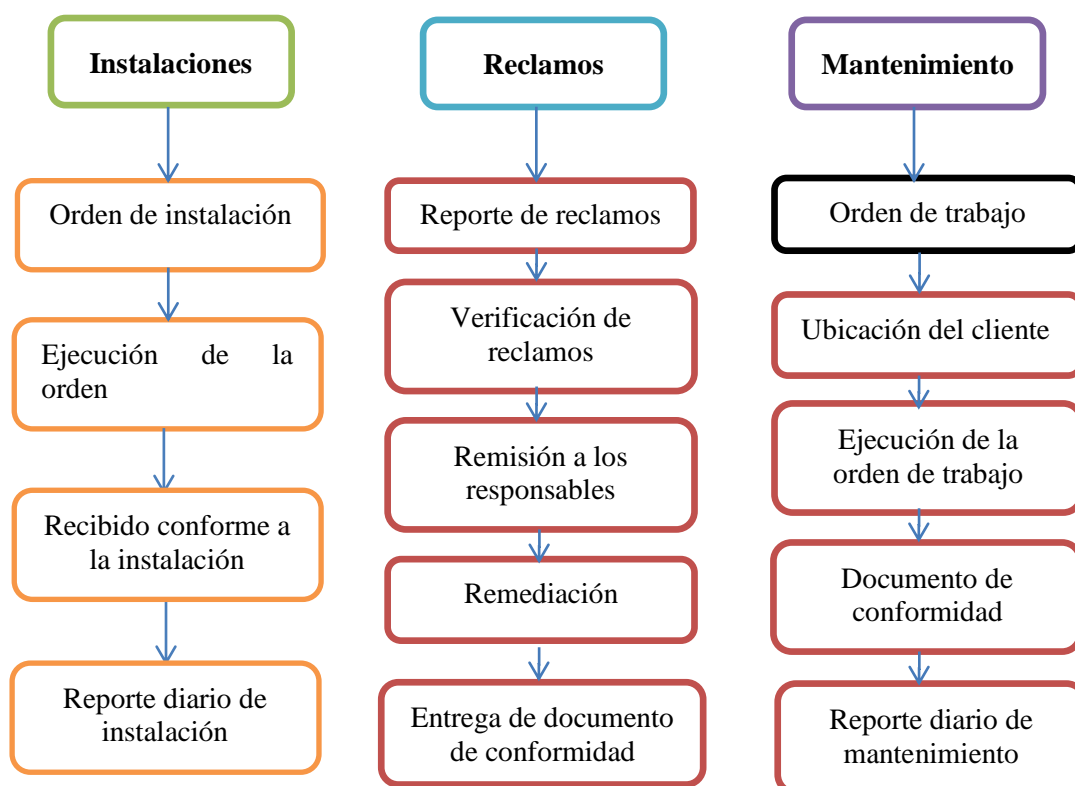 Instalaciones
Orden de instalación
Ejecución de la
orden
Recibido conforme a
la instalación
Reporte diario de
instalación
Reclamos
Reporte de reclamos
Verificación de
reclamos
Remisión a los
responsables
Remediación
Entrega de documento
de conformidad
Mantenimiento
Orden de trabajo
Ubicación del cliente
Ejecución de la
orden de trabajo
Documento de
conformidad
Reporte diario de
mantenimiento